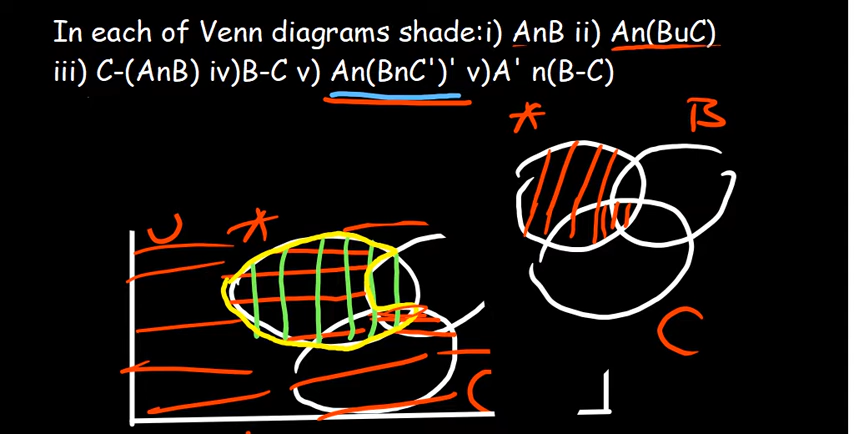 In each of Venn diagrams shade:i) AnB ii) An(BuC)
iii) C-(AnB) iv)B-C v) An(BnC')' v)A' n(B-C)
A B
U A
C
C